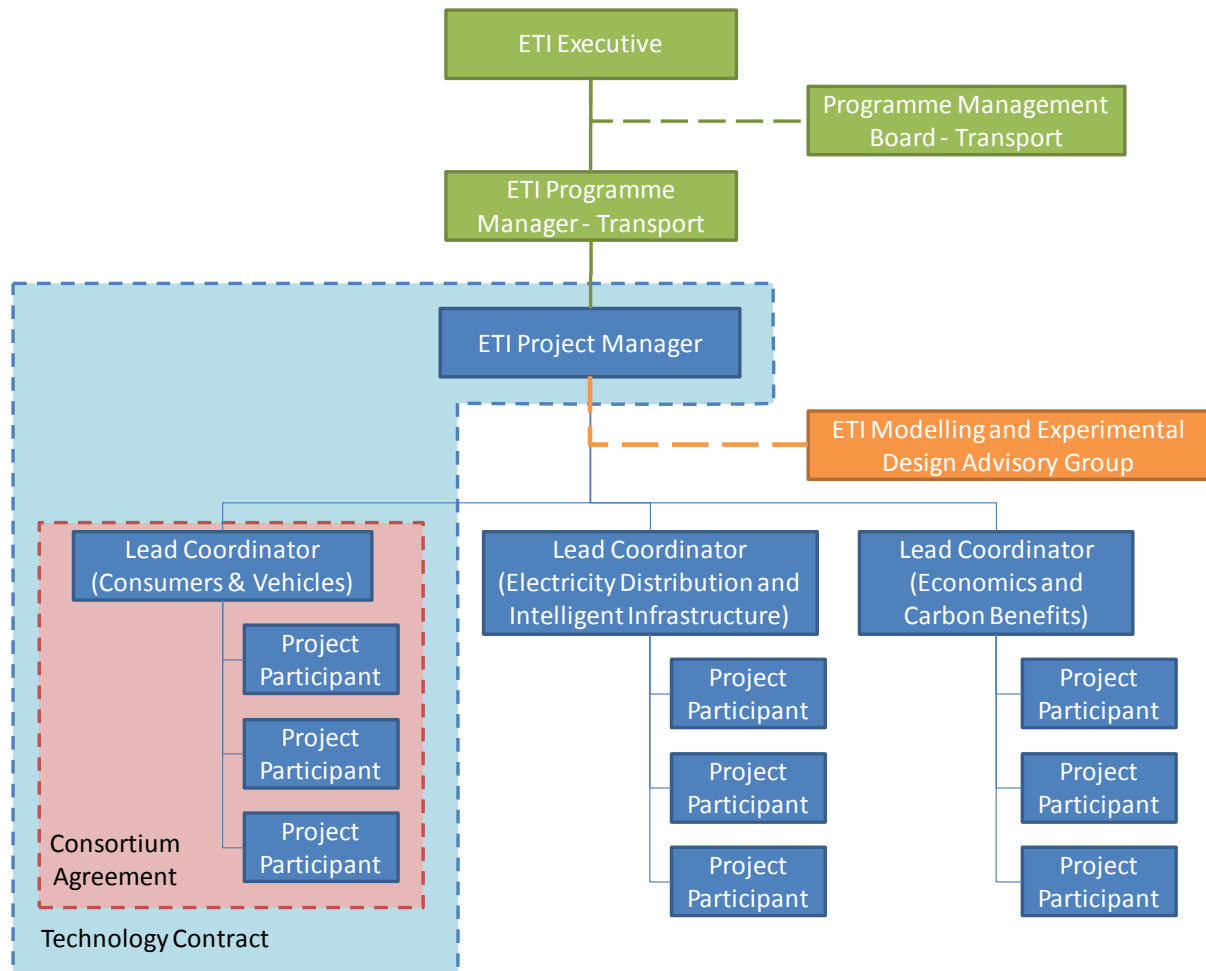 ETI Executive
Programme Management
Board - Transport
ETI Programme
Manager - Transport
ETI Project Manager
ETI Modelling and Experimental
Design Advisory Group
Lead Coordinator
(Consumers & Vehicles)
Project
Participant
Project
Participant
Project
Participant
Consortium
Agreement
Technology Contract
Lead Coordinator
(Electricity Distribution and
Intelligent Infrastructure)
Project
Participant
Project
Participant
Project
Participant
Lead Coordinator
(Economics and
Carbon Benefits)
Project
Participant
Project
Participant
Project
Participant